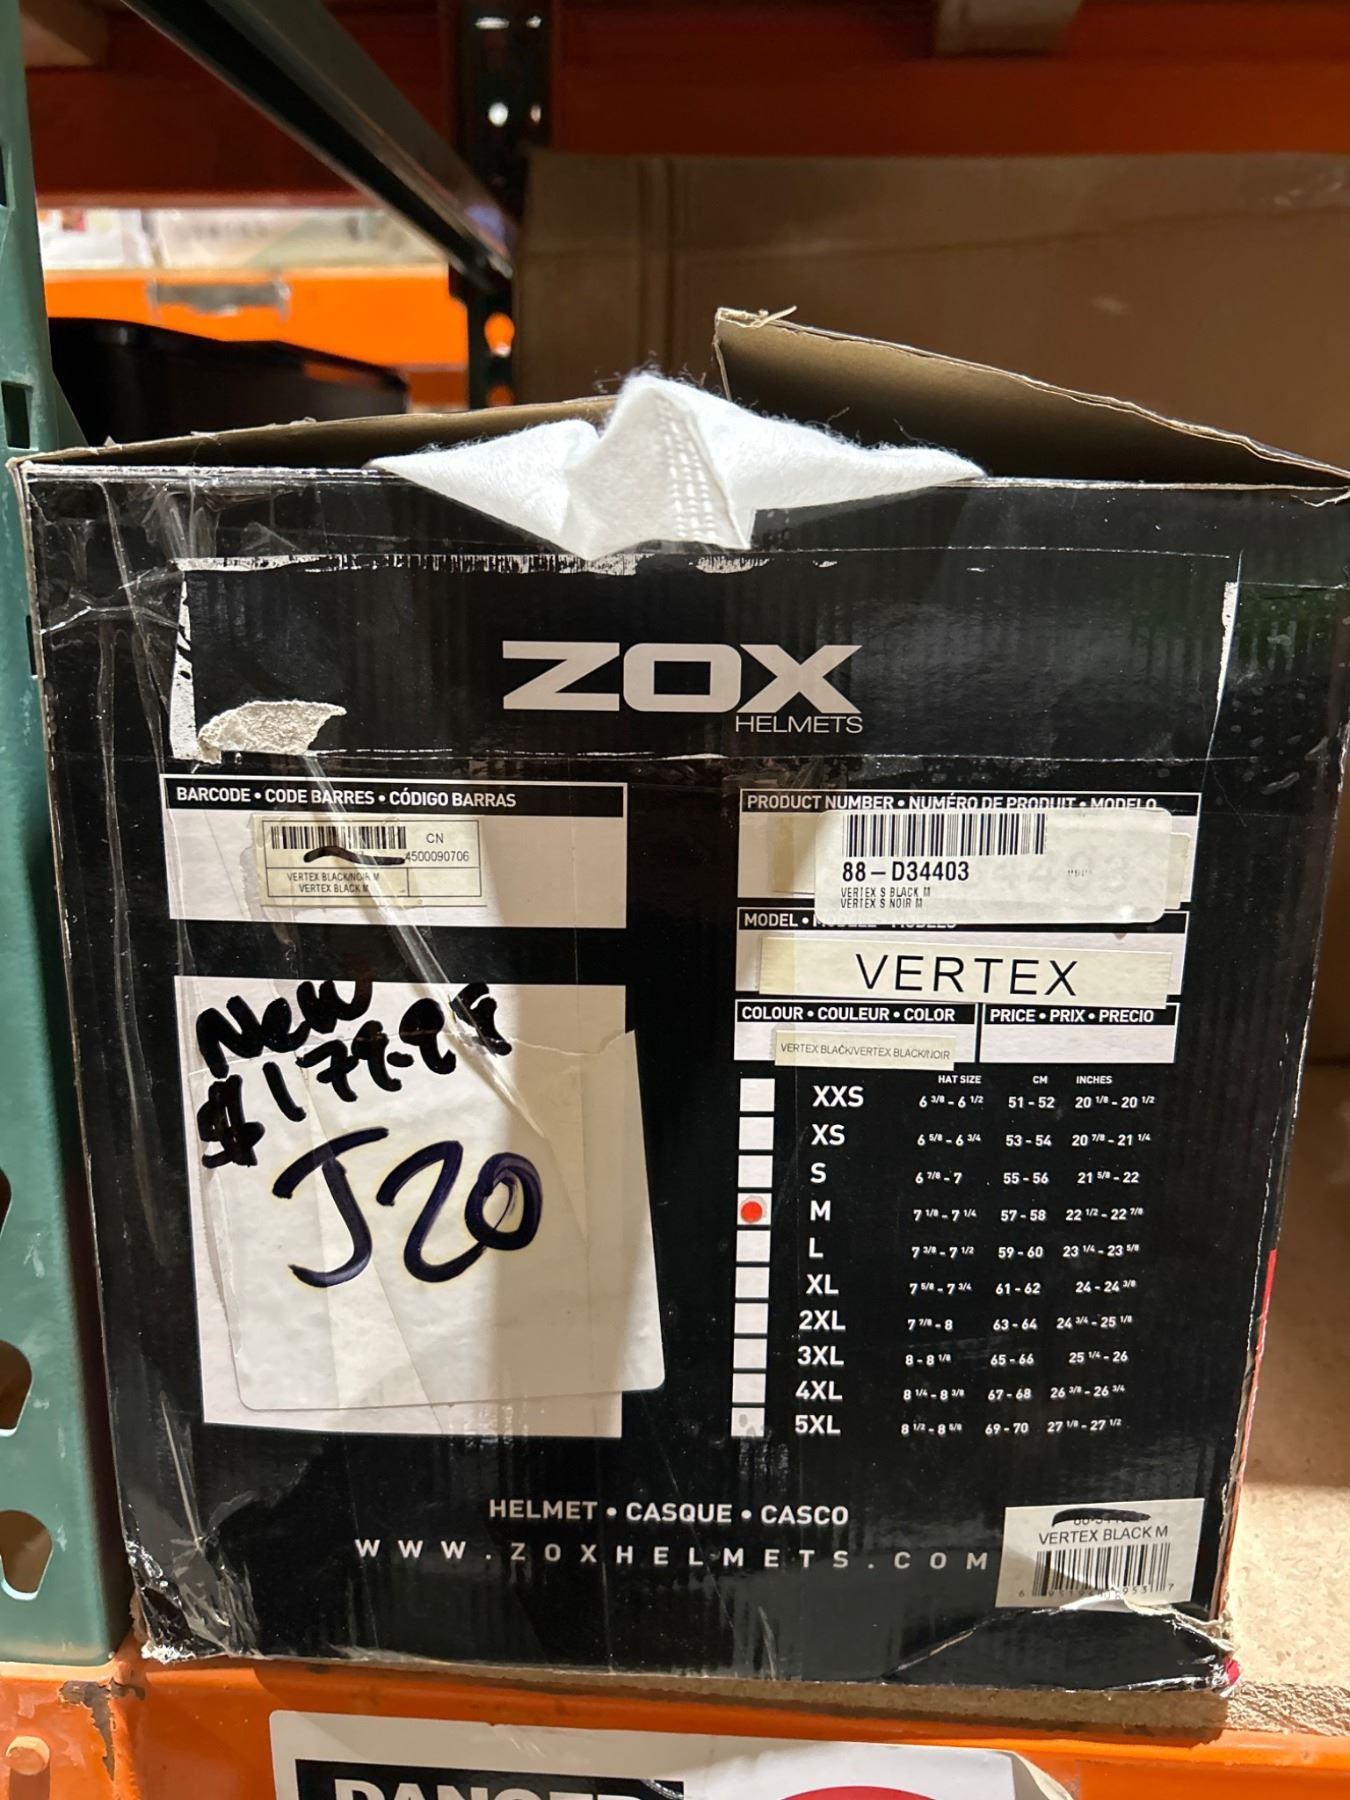 ZOX
HELMETS
BARCODE • CODE BARRES • CÓDIGO BARRAS
CN
4500090706
VERTEX BLACK/NOIR M
VERTEX BLACK M
PRODUCT NUMBER • NUMÉRO DE PRODUIT • MODELO
88-D34403
VERTEX S BLACK M
VERTEX S NOIR M
MODEL •
VERTEX
COLOUR • COULEUR • COLOR
PRICE • PRIX • PRECIO
VERTEX BLACK/VERTEX BLACK/NOIR
New
$179.95
J20
HAT SIZE CM INCHES
XXS 6 3/8 - 6 1/2 51 - 52 20 1/8 - 20 1/2
XS 6 5/8 - 6 3/4 53 - 54 20 7/8 - 21 1/4
S 6 7/8 - 7 55 - 56 21 5/8 - 22
M 7 1/8 - 7 1/4 57 - 58 22 1/2 - 22 7/8
L 7 3/8 - 7 1/2 59 - 60 23 1/4 - 23 5/8
XL 7 5/8 - 7 3/4 61 - 62 24 - 24 3/8
2XL 7 7/8 - 8 63 - 64 24 3/4 - 25 1/8
3XL 8 - 8 1/8 65 - 66 25 1/4 - 26
4XL 8 1/4 - 8 3/8 67 - 68 26 3/8 - 26 3/4
5XL 8 1/2 - 8 5/8 69 - 70 27 1/8 - 27 1/2
HELMET • CASQUE • CASCO
WWW.ZOXHELMETS.COM
VERTEX BLACK M
DANGER